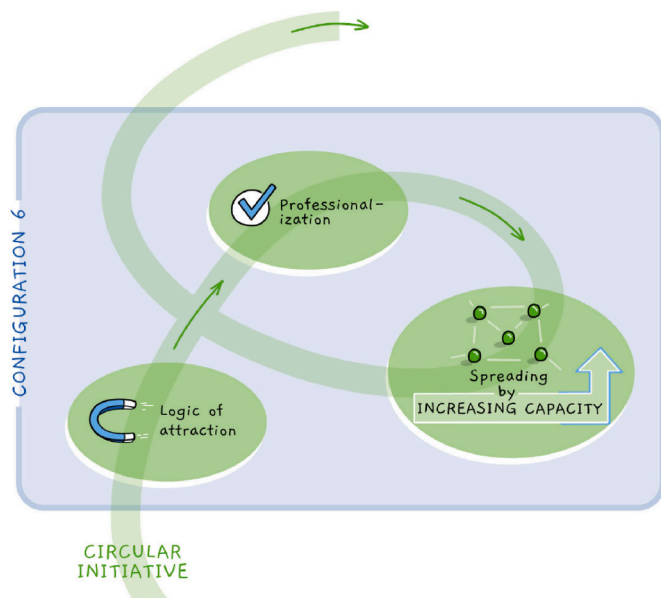 CONFIGURATION 6
Professional-
ization
Logic of
attraction
Spreading
by
INCREASING CAPACITY
CIRCULAR
INITIATIVE